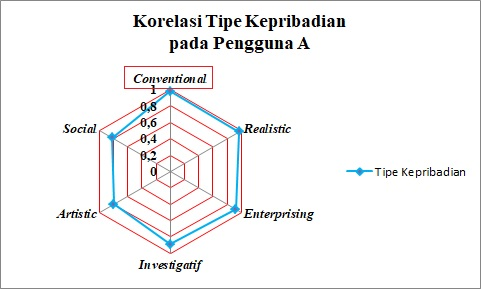 Korelasi Tipe Kepribadian
pada Pengguna A
Conventional
1
0,8
0,6
0,4
0,2
0
Social
Realistic
Artistic
Enterprising
Investigatif
Tipe Kepribadian